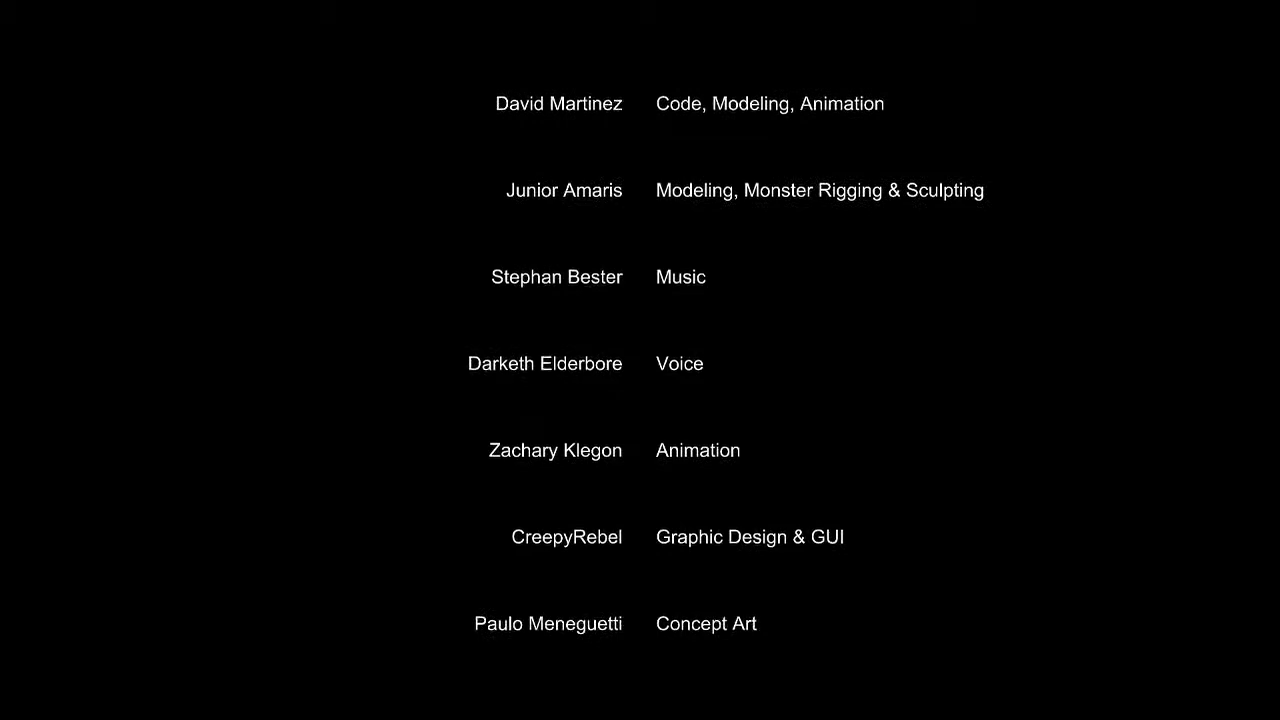 David Martinez Code, Modeling, Animation
Junior Amaris Modeling, Monster Rigging & Sculpting
Stephan Bester Music
Darketh Elderbore Voice
Zachary Klegon Animation
CreepyRebel Graphic Design & GUI
Paulo Meneguetti Concept Art